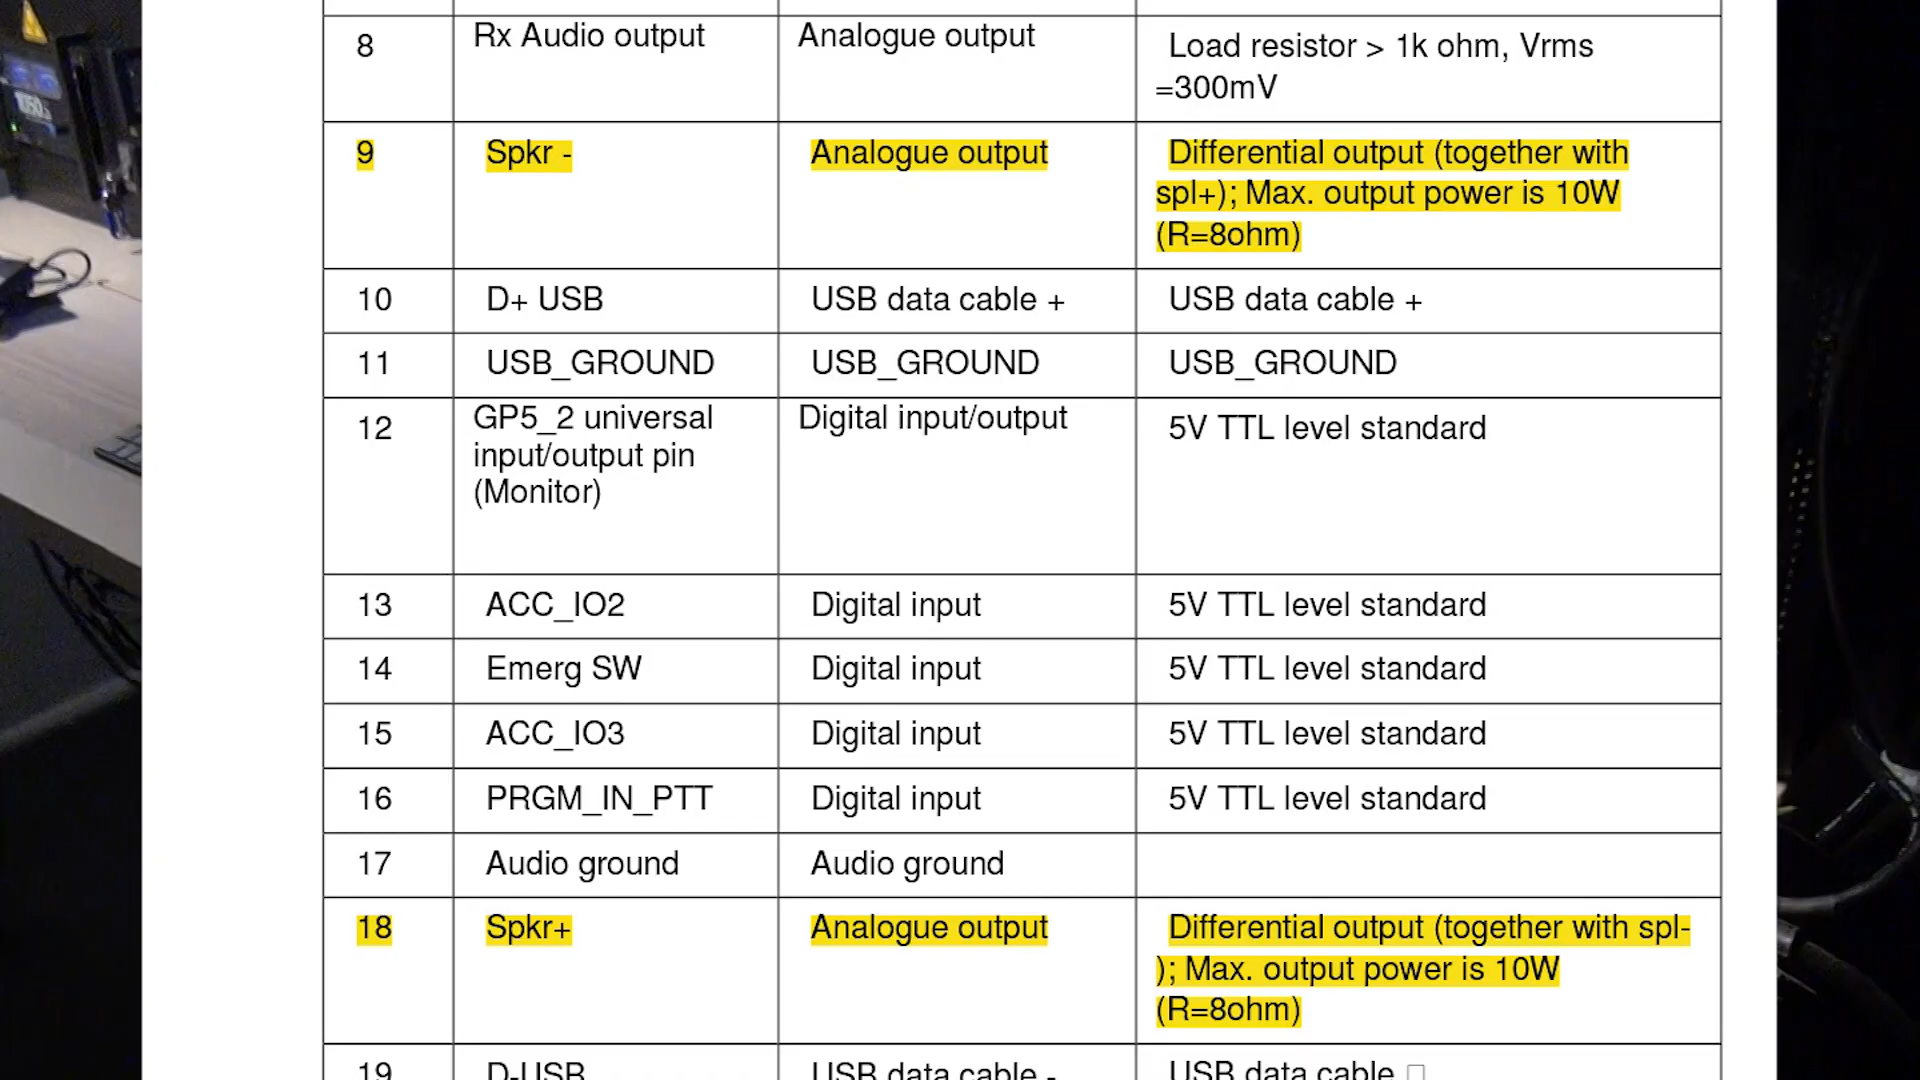 8 Rx Audio output Analogue output Load resistor > 1k ohm, Vrms
=300mV
9 Spkr - Analogue output Differential output (together with
spl+); Max. output power is 10W
(R=8ohm)
10 D+ USB USB data cable + USB data cable +
11 USB_GROUND USB_GROUND USB_GROUND
12 GP5_2 universal Digital input/output 5V TTL level standard
input/output pin
(Monitor)
13 ACC_IO2 Digital input 5V TTL level standard
14 Emerg SW Digital input 5V TTL level standard
15 ACC_IO3 Digital input 5V TTL level standard
16 PRGM_IN_PTT Digital input 5V TTL level standard
17 Audio ground Audio ground
18 Spkr+ Analogue output Differential output (together with spl-
); Max. output power is 10W
(R=8ohm)
19 D-USB USB data cable - USB data cable